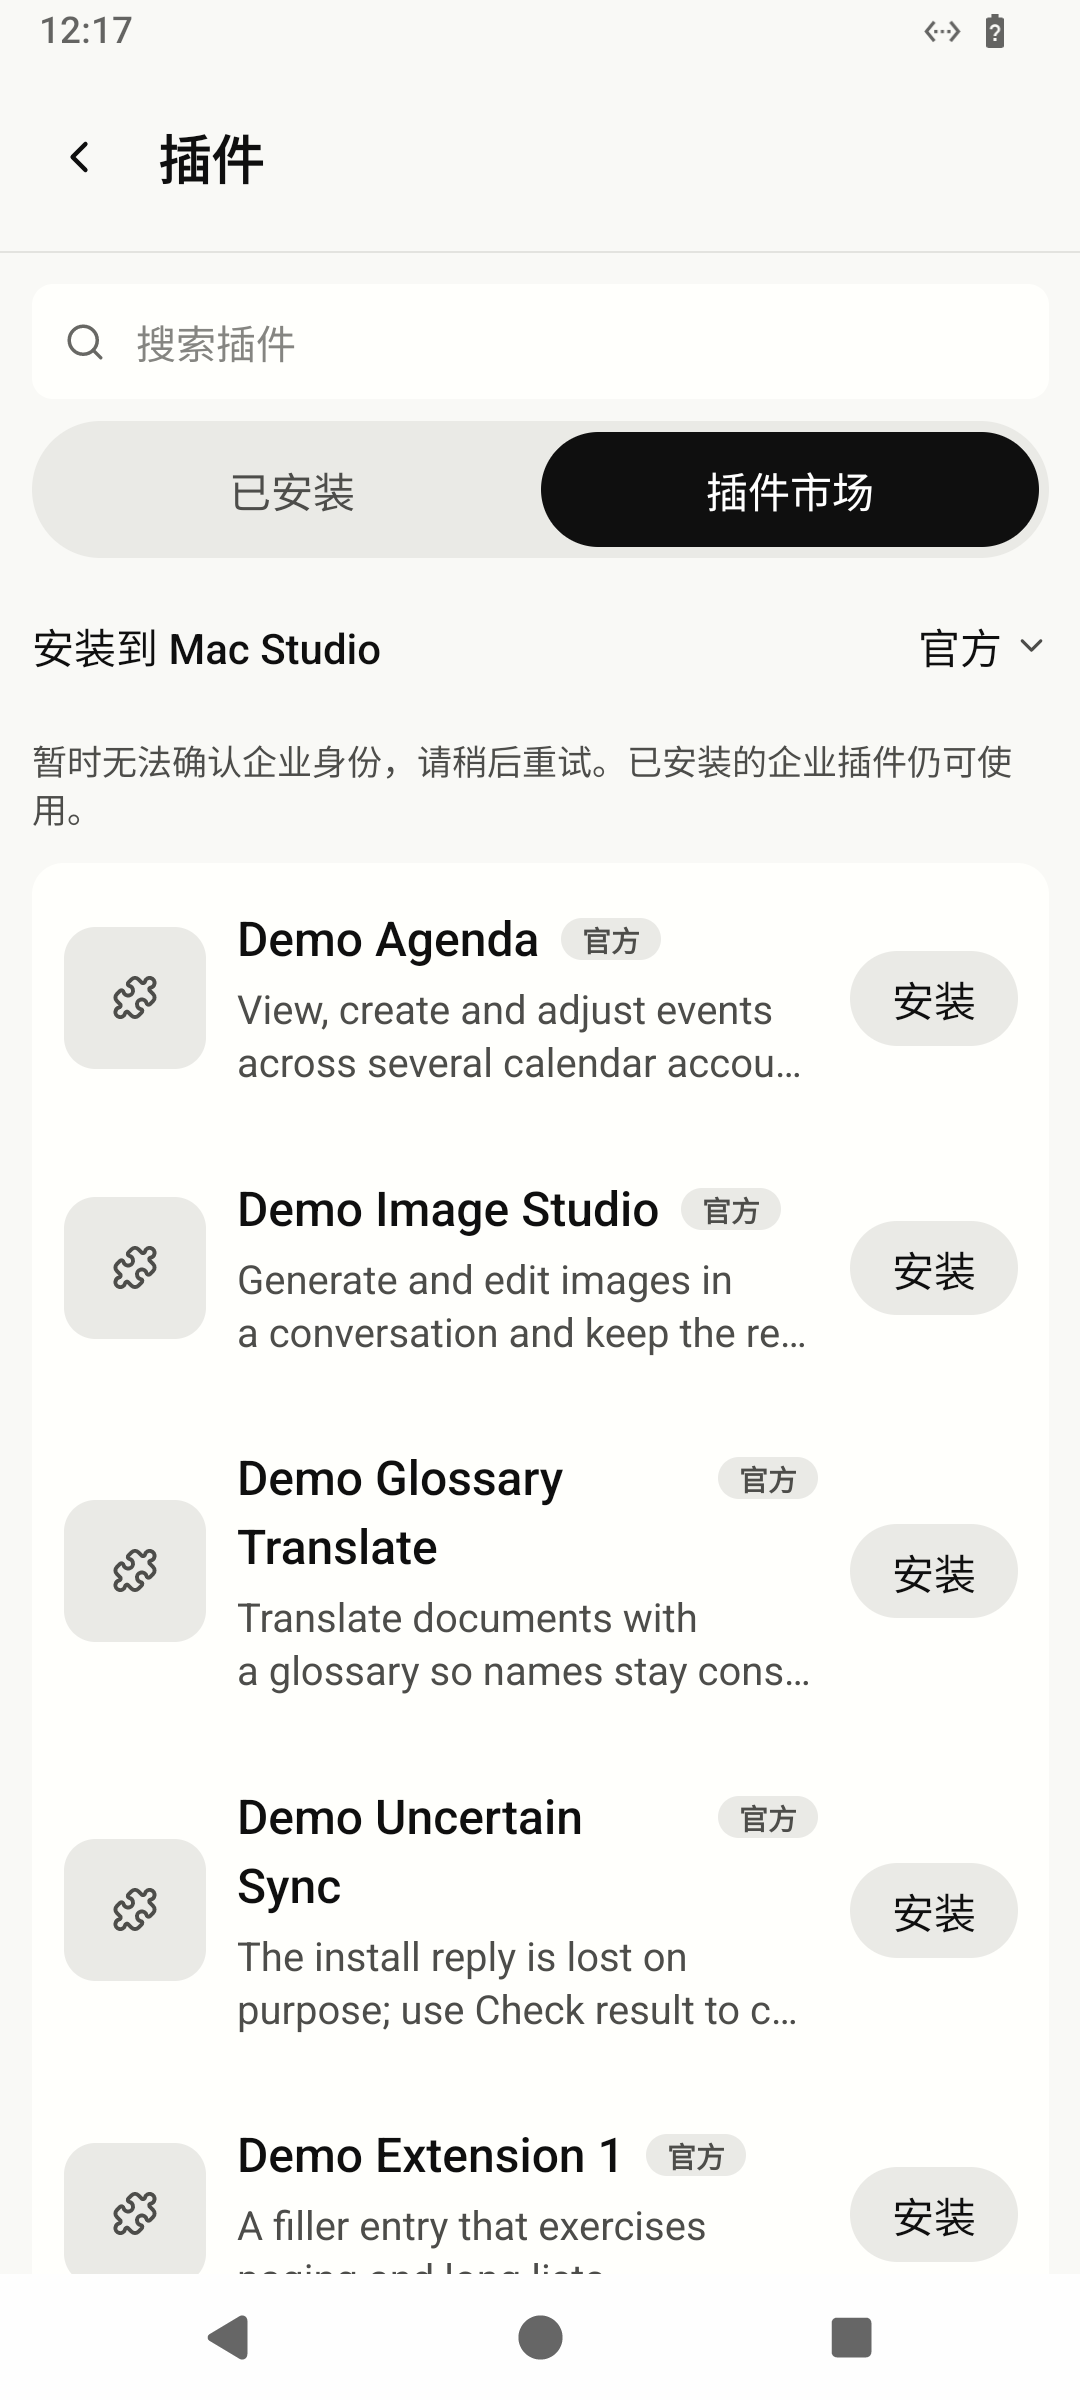 12:17
插件
搜索插件
已安装
插件市场
安装到 Mac Studio
官方
暂时无法确认企业身份，请稍后重试。已安装的企业插件仍可使
用。
Demo Agenda 官方
View, create and adjust events
across several calendar accou…
安装
Demo Image Studio 官方
Generate and edit images in
a conversation and keep the re…
安装
Demo Glossary 官方
Translate
Translate documents with
a glossary so names stay cons…
安装
Demo Uncertain 官方
Sync
The install reply is lost on
purpose; use Check result to c…
安装
Demo Extension 1 官方
A filler entry that exercises
paging and long lists
安装